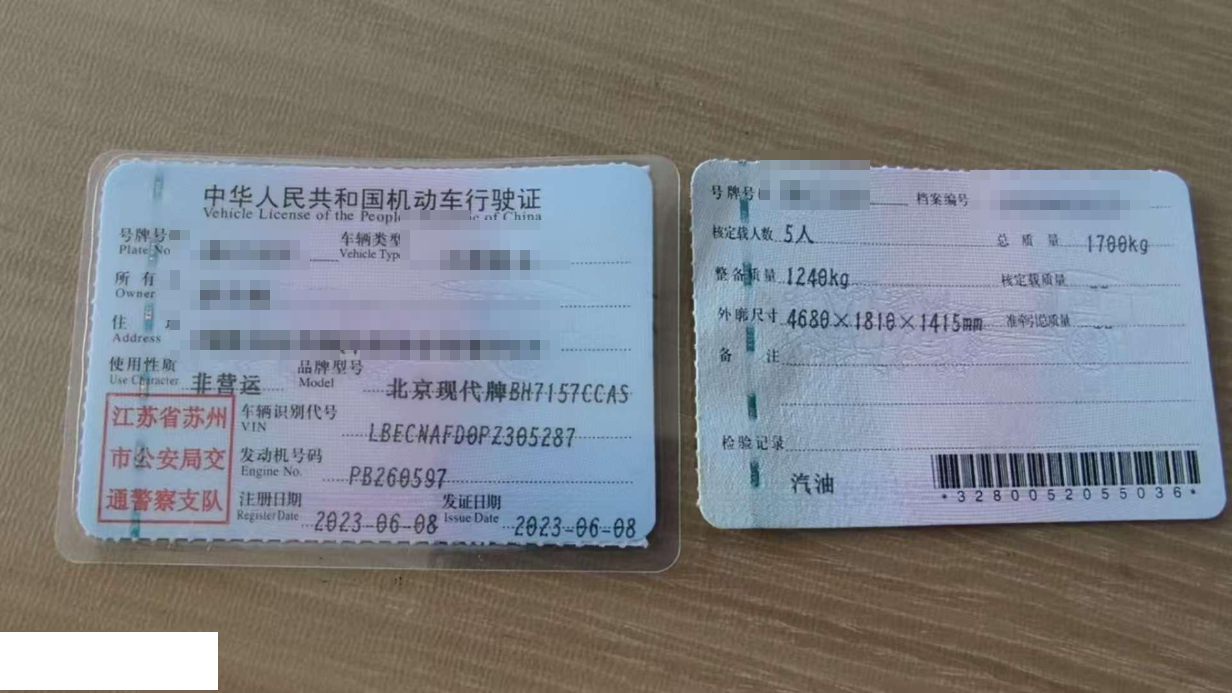 中华人民共和国机动车行驶证
Vehicle License of the Peopl   ic of China
号牌号
Plate No
车辆类型
Vehicle Type
所 有
Owner
住
Address
使用性质
Use Character
非营运
品牌型号
Model
北京现代牌BH7157CCAS
江苏省苏州
市公安局交
通警察支队
车辆识别代号
VIN
LBECNAFD0PZ305287
发动机号码
Engine No.
PB260597
注册日期
Register Date
2023-06-08
发证日期
Issue Date
2023-06-08
号牌号
档案编号
核定载人数 5人
总 质 量 1700kg
整备质量 1240kg
核定载质量 --
外廓尺寸 4680×1810×1415mm
准牵引总质量 --
备 注
检验记录
汽油
*3280052055036*